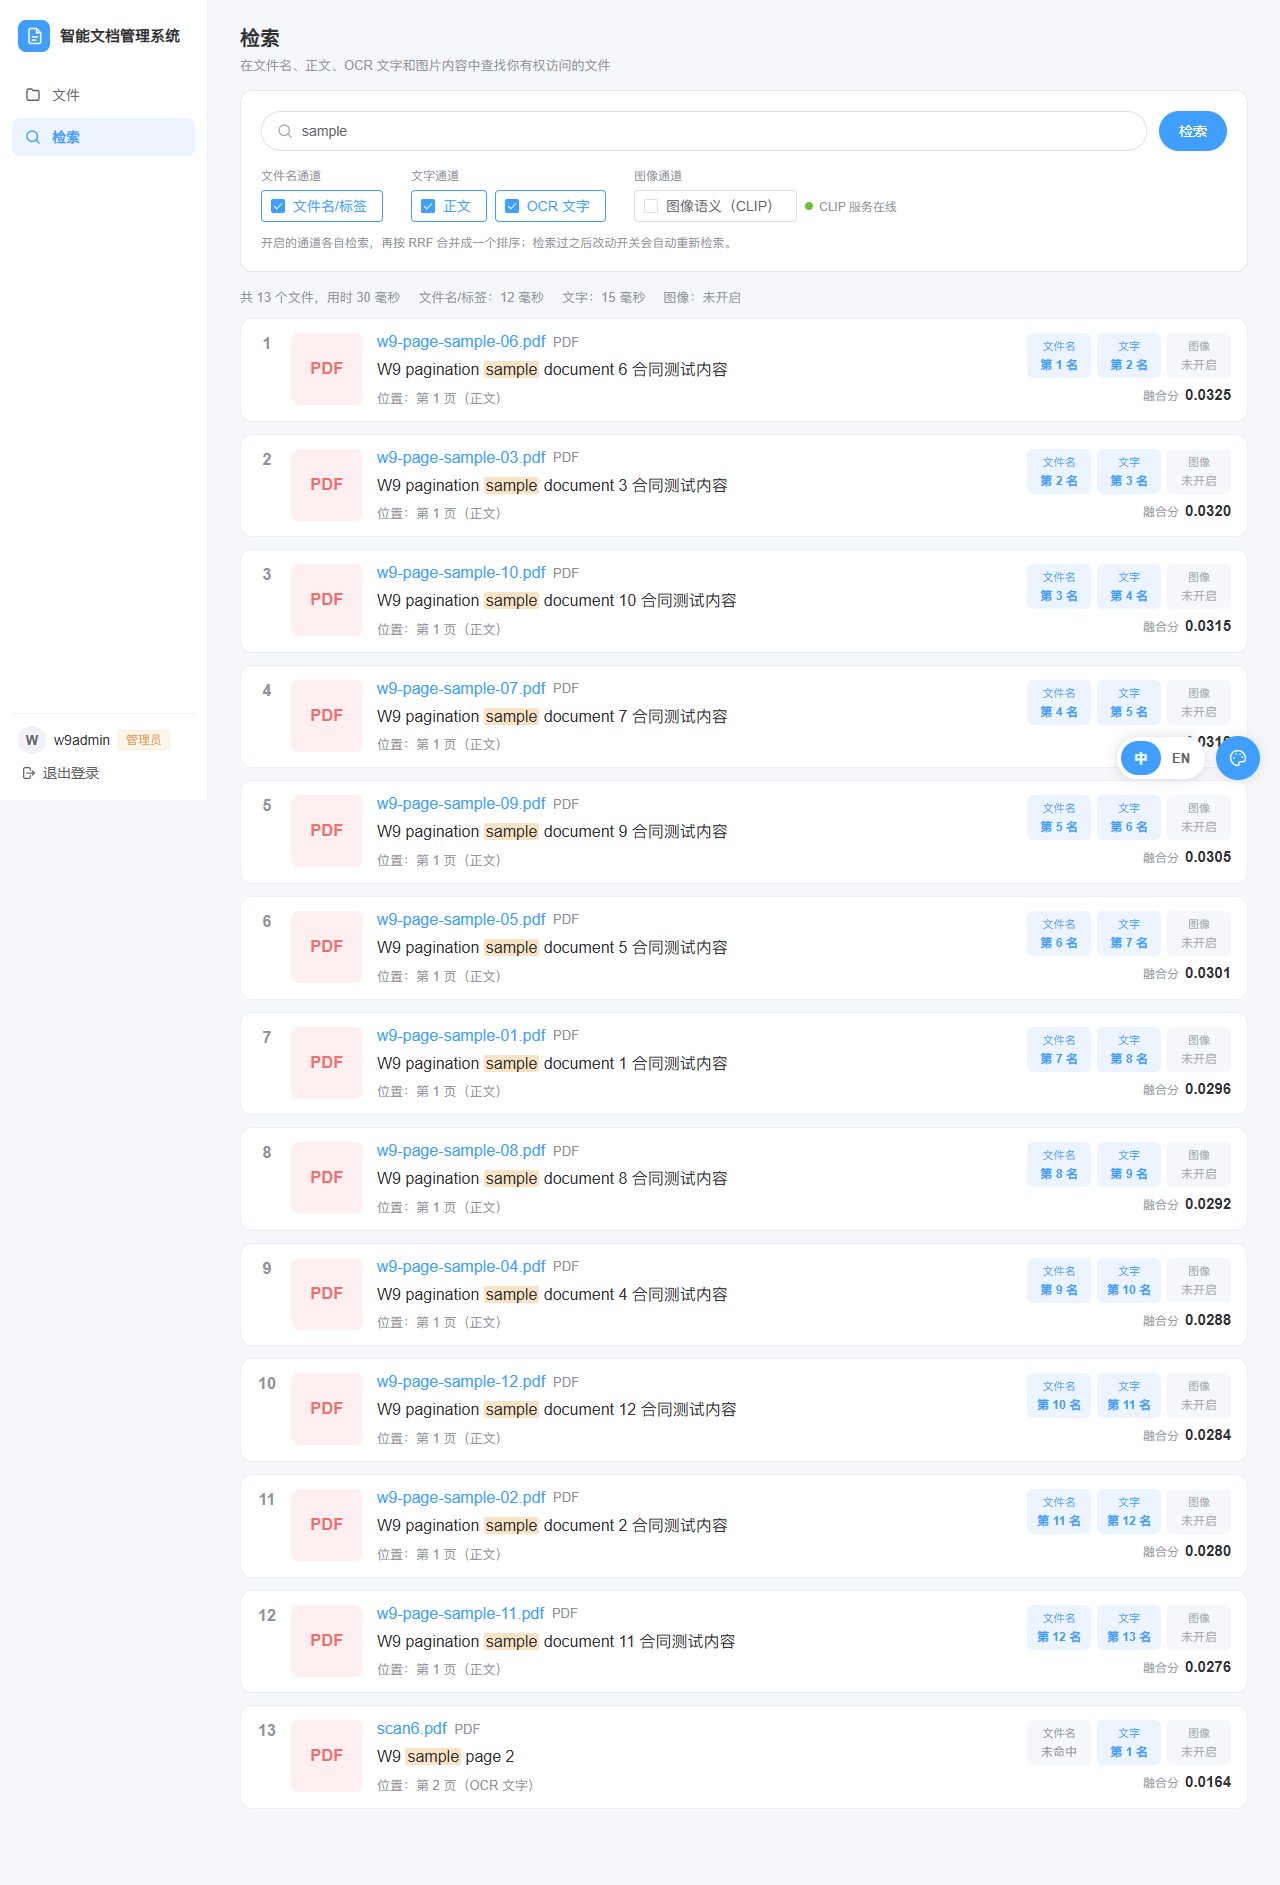 智能文档管理系统
文件
检索
检索
在文件名、正文、OCR 文字和图片内容中查找你有权访问的文件
sample
检索
文件名通道
文字通道
图像通道
文件名/标签
正文
OCR 文字
图像语义（CLIP）
CLIP 服务在线
开启的通道各自检索，再按 RRF 合并成一个排序；检索过之后改动开关会自动重新检索。
共 13 个文件，用时 30 毫秒 文件名/标签：12 毫秒 文字：15 毫秒 图像：未开启
1
PDF
w9-page-sample-06.pdf PDF
W9 pagination sample document 6 合同测试内容
位置：第 1 页（正文）
文件名 文字 图像
第 1 名 第 2 名 未开启
融合分 0.0325
2
PDF
w9-page-sample-03.pdf PDF
W9 pagination sample document 3 合同测试内容
位置：第 1 页（正文）
文件名 文字 图像
第 2 名 第 3 名 未开启
融合分 0.0320
3
PDF
w9-page-sample-10.pdf PDF
W9 pagination sample document 10 合同测试内容
位置：第 1 页（正文）
文件名 文字 图像
第 3 名 第 4 名 未开启
融合分 0.0315
4
PDF
w9-page-sample-07.pdf PDF
W9 pagination sample document 7 合同测试内容
位置：第 1 页（正文）
文件名 文字 图像
第 4 名 第 5 名 未开启
w9admin
管理员
退出登录
中 EN
5
PDF
w9-page-sample-09.pdf PDF
W9 pagination sample document 9 合同测试内容
位置：第 1 页（正文）
文件名 文字 图像
第 5 名 第 6 名 未开启
融合分 0.0305
6
PDF
w9-page-sample-05.pdf PDF
W9 pagination sample document 5 合同测试内容
位置：第 1 页（正文）
文件名 文字 图像
第 6 名 第 7 名 未开启
融合分 0.0301
7
PDF
w9-page-sample-01.pdf PDF
W9 pagination sample document 1 合同测试内容
位置：第 1 页（正文）
文件名 文字 图像
第 7 名 第 8 名 未开启
融合分 0.0296
8
PDF
w9-page-sample-08.pdf PDF
W9 pagination sample document 8 合同测试内容
位置：第 1 页（正文）
文件名 文字 图像
第 8 名 第 9 名 未开启
融合分 0.0292
9
PDF
w9-page-sample-04.pdf PDF
W9 pagination sample document 4 合同测试内容
位置：第 1 页（正文）
文件名 文字 图像
第 9 名 第 10 名 未开启
融合分 0.0288
10
PDF
w9-page-sample-12.pdf PDF
W9 pagination sample document 12 合同测试内容
位置：第 1 页（正文）
文件名 文字 图像
第 10 名 第 11 名 未开启
融合分 0.0284
11
PDF
w9-page-sample-02.pdf PDF
W9 pagination sample document 2 合同测试内容
位置：第 1 页（正文）
文件名 文字 图像
第 11 名 第 12 名 未开启
融合分 0.0280
12
PDF
w9-page-sample-11.pdf PDF
W9 pagination sample document 11 合同测试内容
位置：第 1 页（正文）
文件名 文字 图像
第 12 名 第 13 名 未开启
融合分 0.0276
13
PDF
scan6.pdf PDF
W9 sample page 2
位置：第 2 页（OCR 文字）
文件名 文字 图像
未命中 第 1 名 未开启
融合分 0.0164